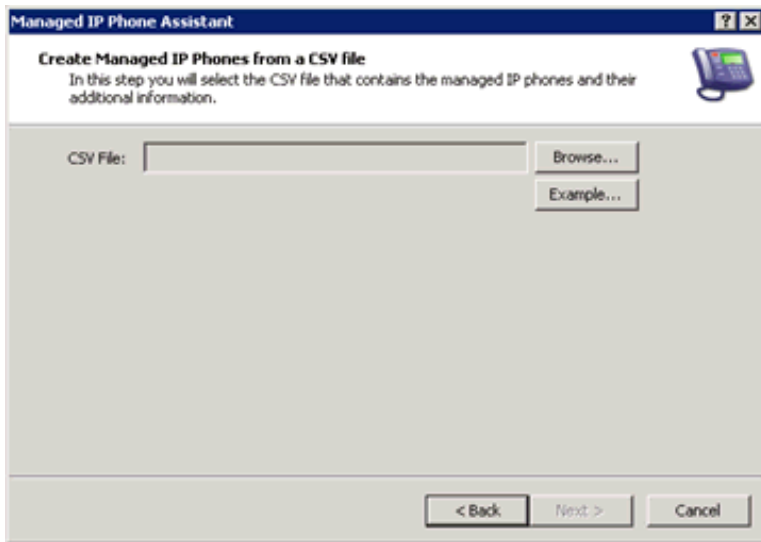 Managed IP Phone Assistant
Create Managed IP Phones from a CSV file
In this step you will select the CSV file that contains the managed IP phones and their
additional information.
CSV File:
Browse...
Example...
< Back
Next >
Cancel